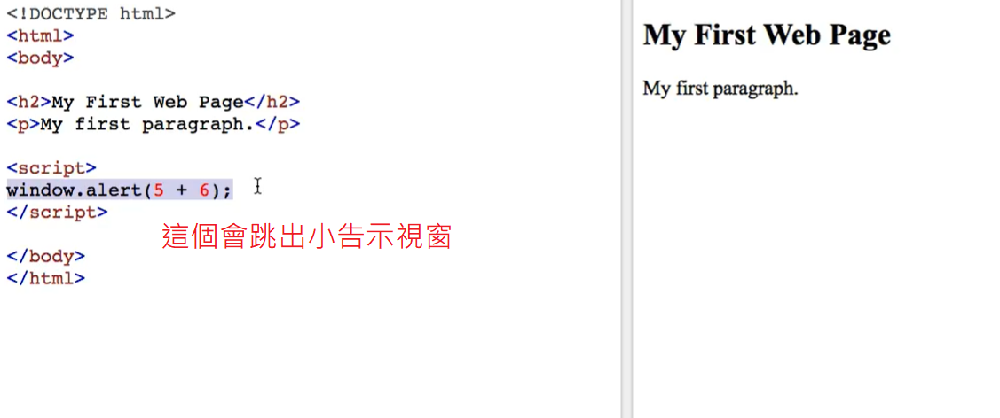 <!DOCTYPE html>
<html>
<body>
<h2>My First Web Page</h2>
<p>My first paragraph.</p>
<script>
window.alert(5 + 6);
</script>
這個會跳出小告示視窗
</body>
</html>
My First Web Page
My first paragraph.